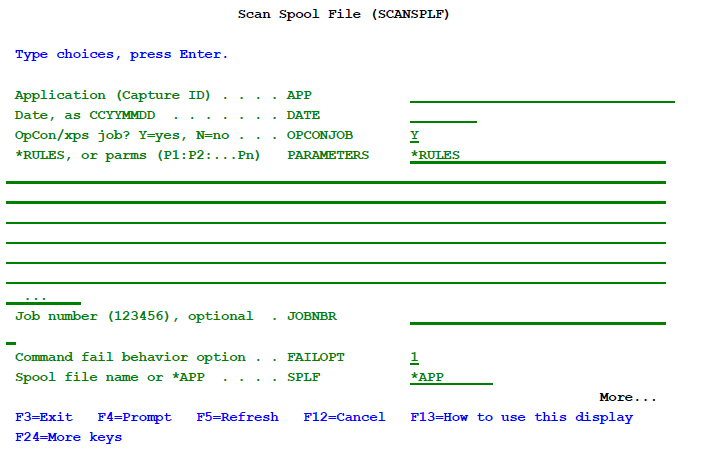 Scan Spool File (SCANSPLF)
Type choices, press Enter.
Application (Capture ID) . . . . APP
Date, as CCYYMMDD . . . . . . . DATE
OpCon/xps job? Y=yes, N=no . . . OPCONJOB Y
*RULES, or parms (P1:P2:...Pn) PARAMETERS *RULES
...
Job number (123456), optional . JOBNBR
Command fail behavior option . . FAILOPT 1
Spool file name or *APP . . . . SPLF *APP
More...
F3=Exit F4=Prompt F5=Refresh F12=Cancel F13=How to use this display
F24=More keys